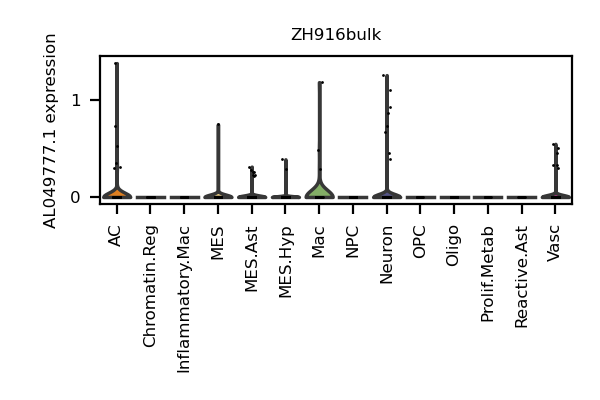 ZH916bulk
AL049777.1 expression
1
0
AC
Chromatin.Reg
Inflammatory.Mac
MES
MES.Ast
MES.Hyp
Mac
NPC
Neuron
OPC
Oligo
Prolif.Metab
Reactive.Ast
Vasc